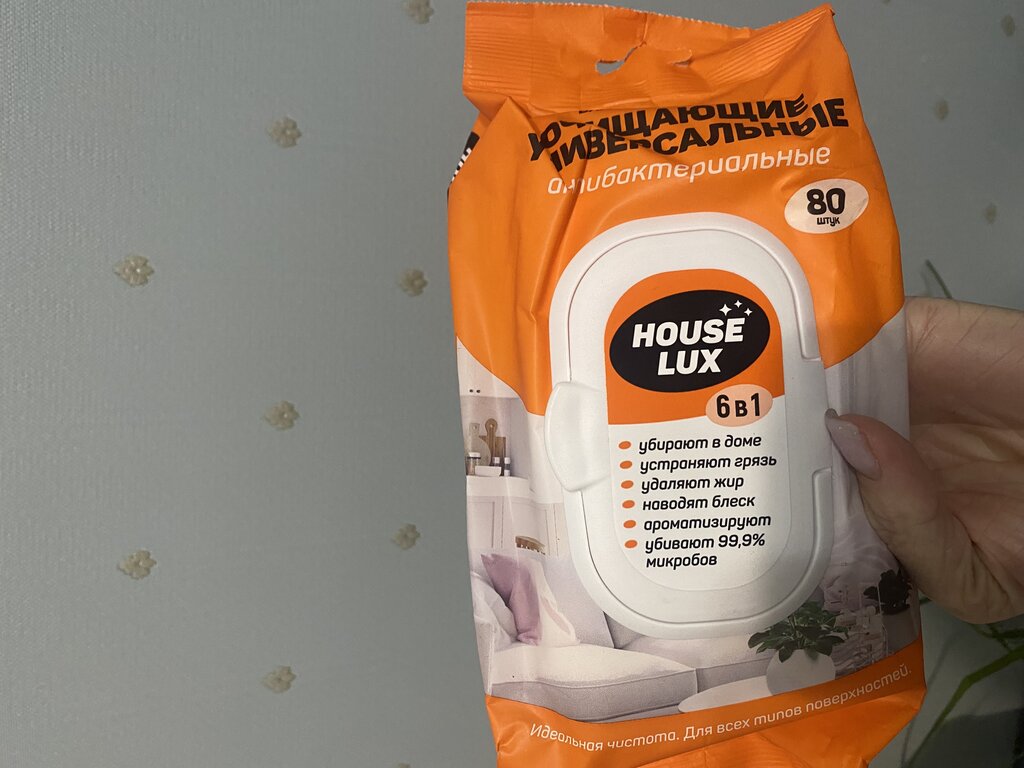 ОЧИЩАЮЩИЕ
УНИВЕРСАЛЬНЫЕ
антибактериальные
80
штук
HOUSE
LUX
6 в 1
убирают в доме
устраняют грязь
удаляют жир
наводят блеск
ароматизируют
убивают 99,9%
микробов
Идеальная чистота. Для всех типов поверхностей.